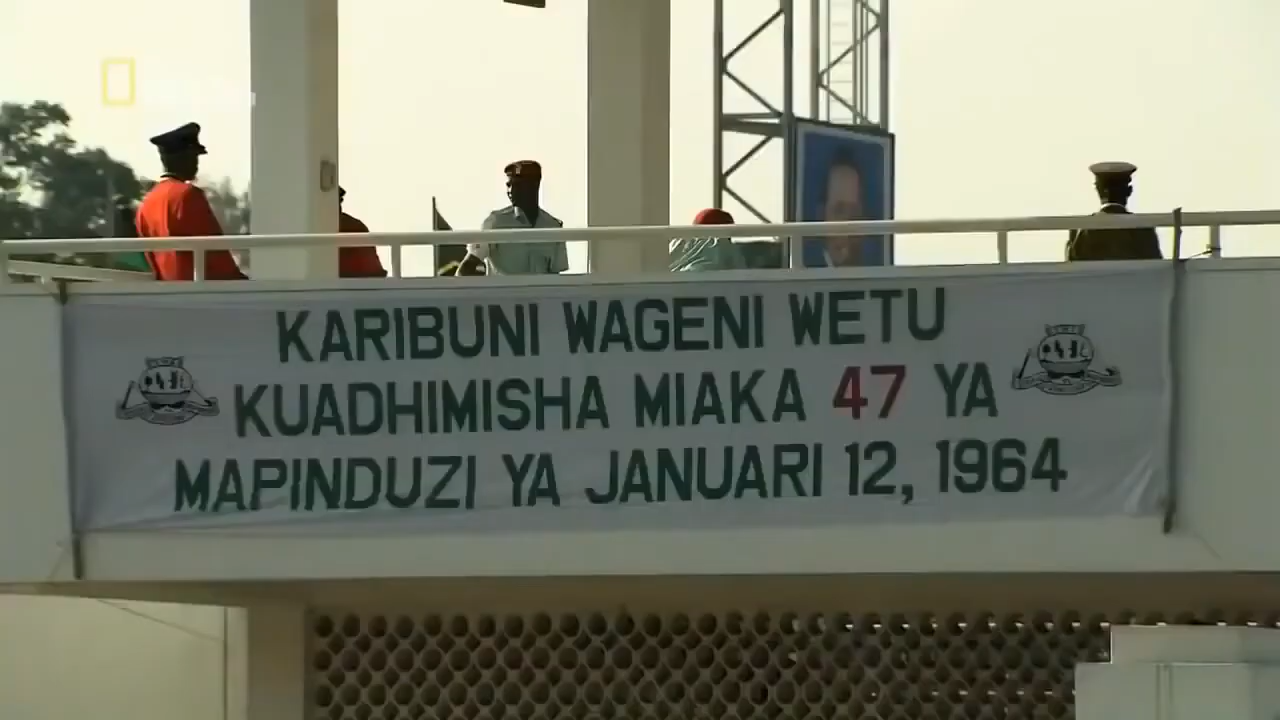 KARIBUNI WAGENI WETU
KUADHIMISHA MIAKA 47 YA
MAPINDUZI YA JANUARI 12, 1964